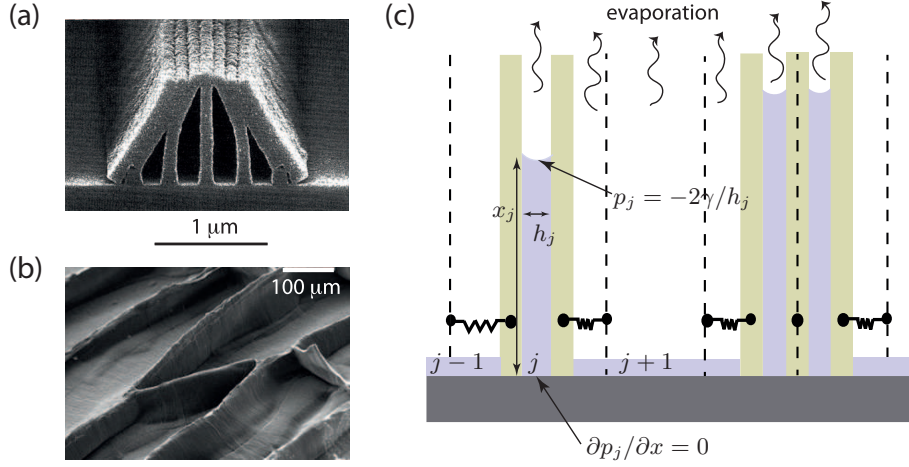 (a)
1 μm
(b)
100 μm
(c)
evaporation
p_j = −2γ/h_j
x_j
h_j
j − 1
j
j + 1
∂p_j/∂x = 0